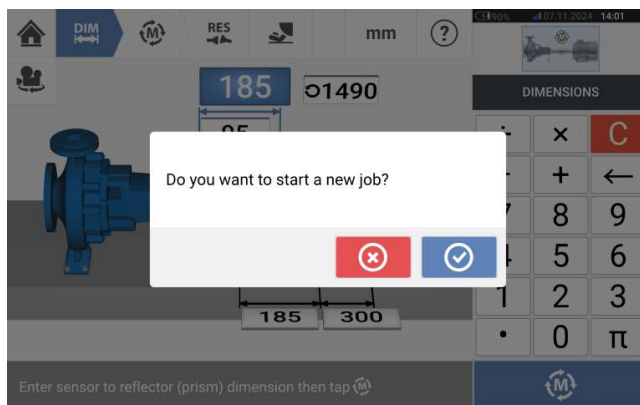 DIM
RES
mm
?
90%
07.11.2024 14:01
185
1490
DIMENSIONS
Do you want to start a new job?
× C
+ ←
8 9
5 6
1 2 3
• 0 π
185 300
Enter sensor to reflector (prism) dimension then tap M
M